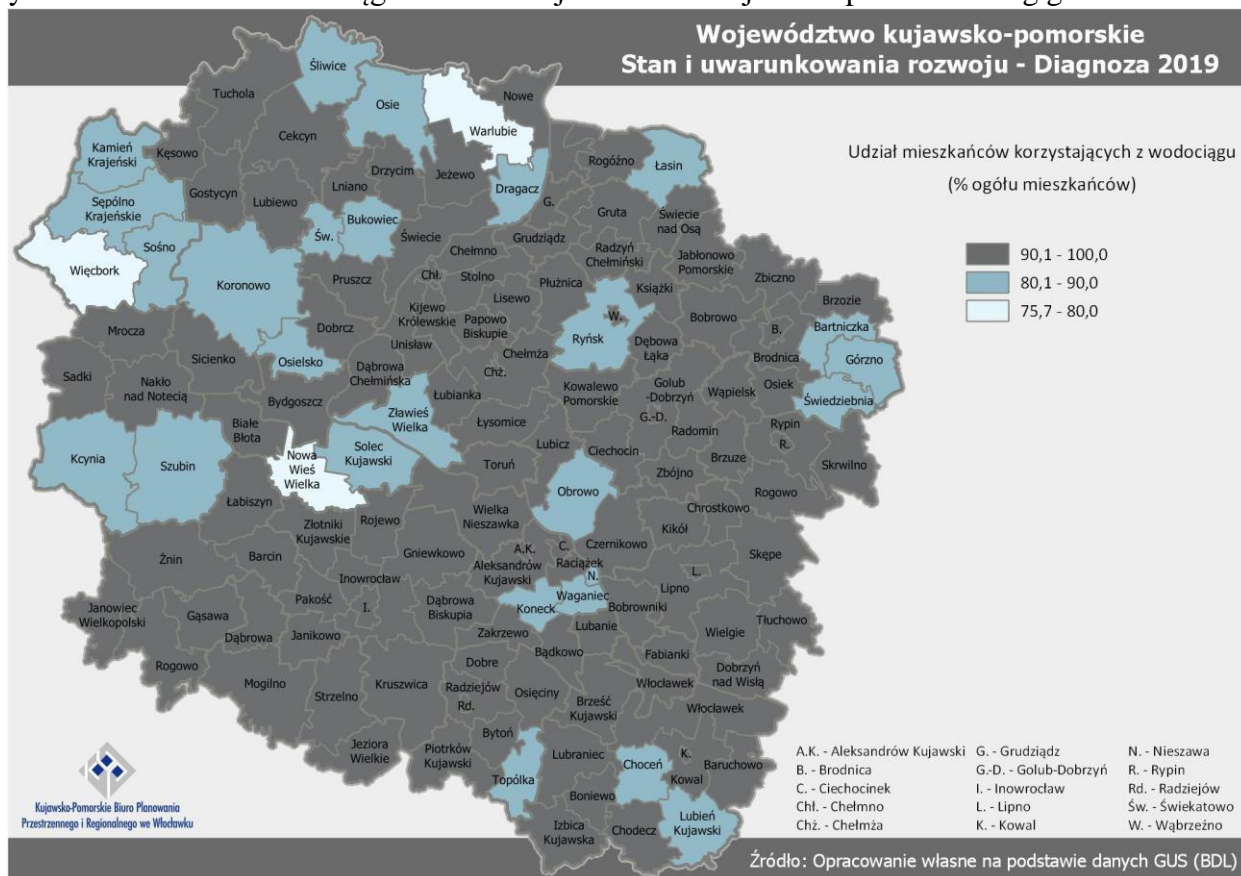 Województwo kujawsko-pomorskie
Stan i uwarunkowania rozwoju - Diagnoza 2019
Udział mieszkańców korzystających z wodociągu
(% ogółu mieszkańców)
90,1 - 100,0
80,1 - 90,0
75,7 - 80,0
Śliwice
Tuchola
Osie
Nowe
Warlubie
Cekcyn
Kamień
Krajeński
Kęsowo
Rogóźno
Łasin
Drzycim
Jeżewo
Lniano
Dragacz
G.
Gostycyn
Lubiewo
Sępólno
Krajeńskie
Gruta
Świecie
nad Osą
Bukowiec
Św.
Świecie
Grudziądz
Sośno
Chełmno
Radzyń
Chełmiński
Jabłonowo
Pomorskie
Więcbork
Koronowo
Pruszcz
Chł.
Stolno
Płużnica
Książki
Zbiczno
Lisewo
Brzozie
Kijewo
Królewskie
Papowo
Biskupie
W.
Bobrowo
Bartniczka
Mrocza
Dobrcz
B.
Unisław
Ryńsk
Dębowa
Łąka
Sicienko
Osielsko
Chełmża
Brodnica
Górzno
Dąbrowa
Chełmińska
Chż.
Sadki
Nakło
nad Notecią
Kowalewo
Pomorskie
Golub
-Dobrzyń
Wąpielsk
Osiek
Świedziebnia
Bydgoszcz
Łubianka
Zławieś
Wielka
Łysomice
G.-D.
Radomin
Rypin
R.
Białe
Błota
Lubicz
Ciechocin
Solec
Kujawski
Kcynia
Szubin
Nowa
Wieś
Wielka
Toruń
Zbójno
Brzuze
Skrwilno
Obrowo
Rogowo
Łabiszyn
Wielka
Nieszawka
Chrostkowo
Złotniki
Kujawskie
Rojewo
Kikół
Gniewkowo
A.K.
C.
Czernikowo
Żnin
Barcin
Aleksandrów
Kujawski
Raciążek
Skępe
Inowrocław
N.
L.
Lipno
Waganiec
Janowiec
Wielkopolski
Gąsawa
Pakość
I.
Dąbrowa
Biskupia
Koneck
Bobrowniki
Tłuchowo
Dąbrowa
Janikowo
Zakrzewo
Lubanie
Wielgie
Bądkowo
Fabianki
Rogowo
Dobre
Dobrzyń
nad Wisłą
Mogilno
Strzelno
Kruszwica
Radziejów
Rd.
Osięciny
Włocławek
Brześć
Kujawski
Włocławek
Bytoń
Jeziora
Wielkie
Piotrków
Kujawski
Lubraniec
K.
Topólka
Choceń
Kowal
Baruchowo
Boniewo
Lubień
Kujawski
Izbica
Kujawska
Chodecz
A.K. - Aleksandrów Kujawski
B. - Brodnica
C. - Ciechocinek
Chł. - Chełmno
Chż. - Chełmża
G. - Grudziądz
G.-D. - Golub-Dobrzyń
I. - Inowrocław
L. - Lipno
K. - Kowal
N. - Nieszawa
R. - Rypin
Rd. - Radziejów
Św. - Świekatowo
W. - Wąbrzeźno
Kujawsko-Pomorskie Biuro Planowania
Przestrzennego i Regionalnego we Włocławku
Źródło: Opracowanie własne na podstawie danych GUS (BDL)